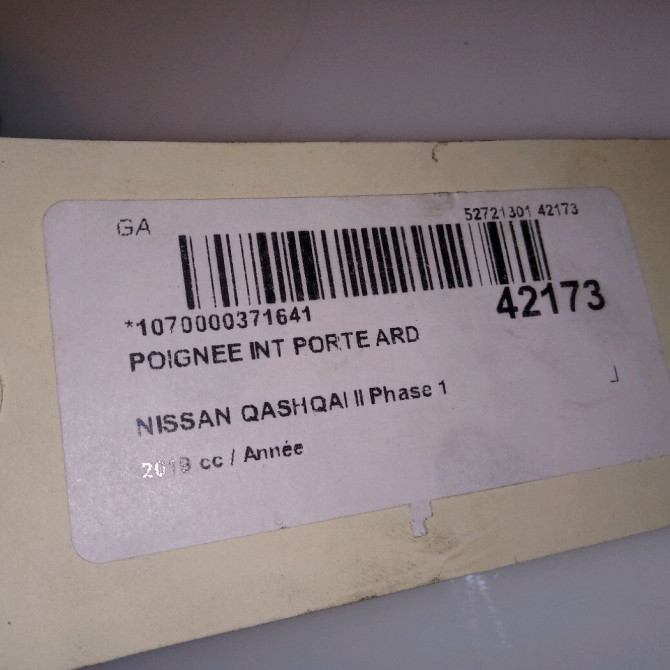 GA
52721301 42173
*1070000371641
42173
POIGNEE INT PORTE ARD
NISSAN QASHQAI II Phase 1
cc / Année